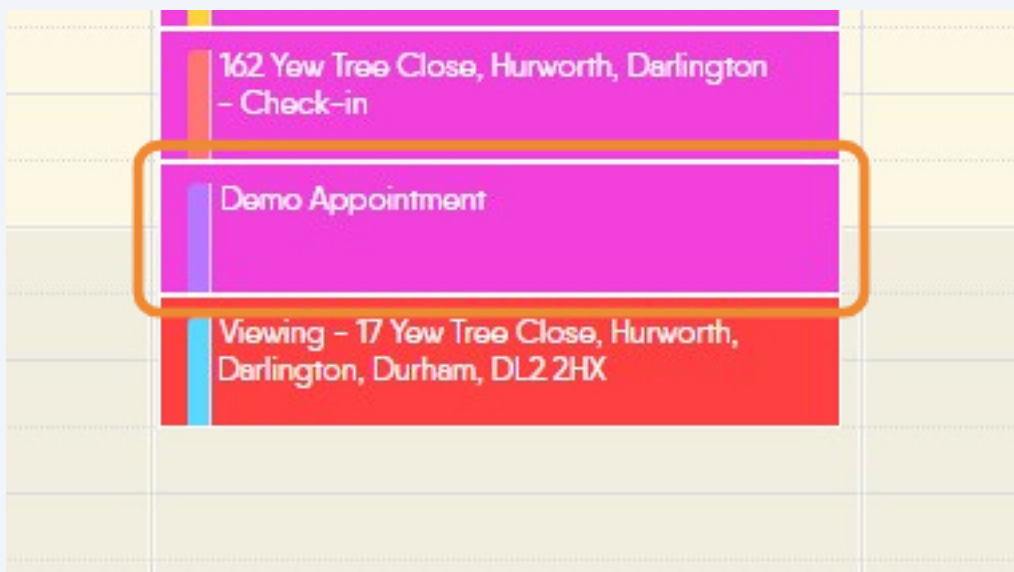 162 Yew Tree Close, Hurworth, Darlington
- Check-in
Demo Appointment
Viewing - 17 Yew Tree Close, Hurworth,
Darlington, Durham, DL2 2HX